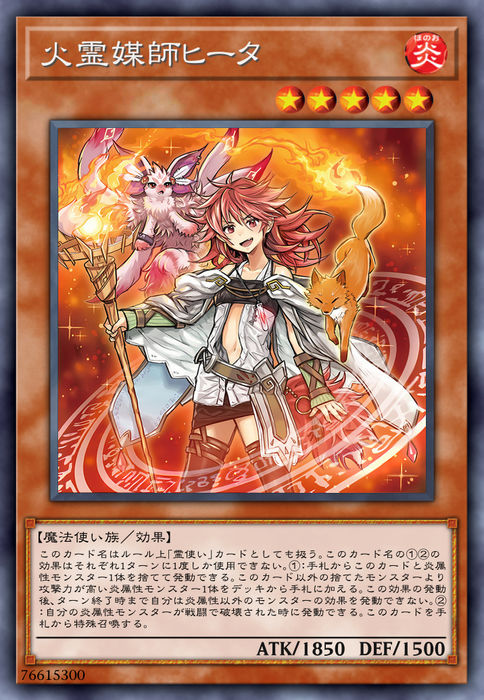 火霊媒師ヒータ
ほのお
炎
【魔法使い族／効果】
このカード名はルール上「霊使い」カードとしても扱う。このカード名の①②の
効果はそれぞれ1ターンに1度しか使用できない。①：手札からこのカードと炎属
性モンスター1体を捨てて発動できる。このカード以外の捨てたモンスターより
攻撃力が高い炎属性モンスター1体をデッキから手札に加える。この効果の発動
後、ターン終了時まで自分は炎属性以外のモンスターの効果を発動できない。②
：自分の炎属性モンスターが戦闘で破壊された時に発動できる。このカードを手
札から特殊召喚する。
ATK/1850 DEF/1500
76615300